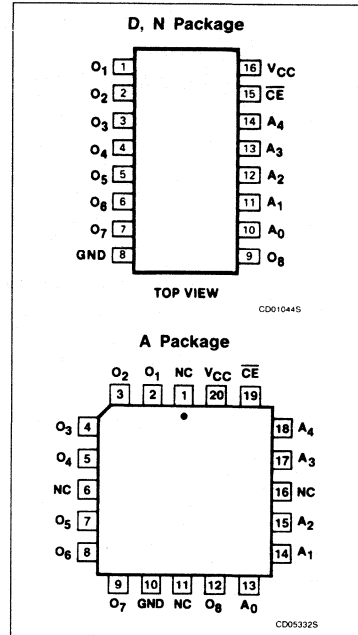 D, N Package
O1 1 16 VCC
O2 2 15 CE
O3 3 14 A4
O4 4 13 A3
O5 5 12 A2
O6 6 11 A1
O7 7 10 A0
GND 8 9 O8
TOP VIEW
CD01044S
A Package
O2 O1 NC VCC CE
3 2 1 20 19
O3 4 18 A4
O4 5 17 A3
NC 6 16 NC
O5 7 15 A2
O6 8 14 A1
9 10 11 12 13
O7 GND NC O8 A0
CD05332S